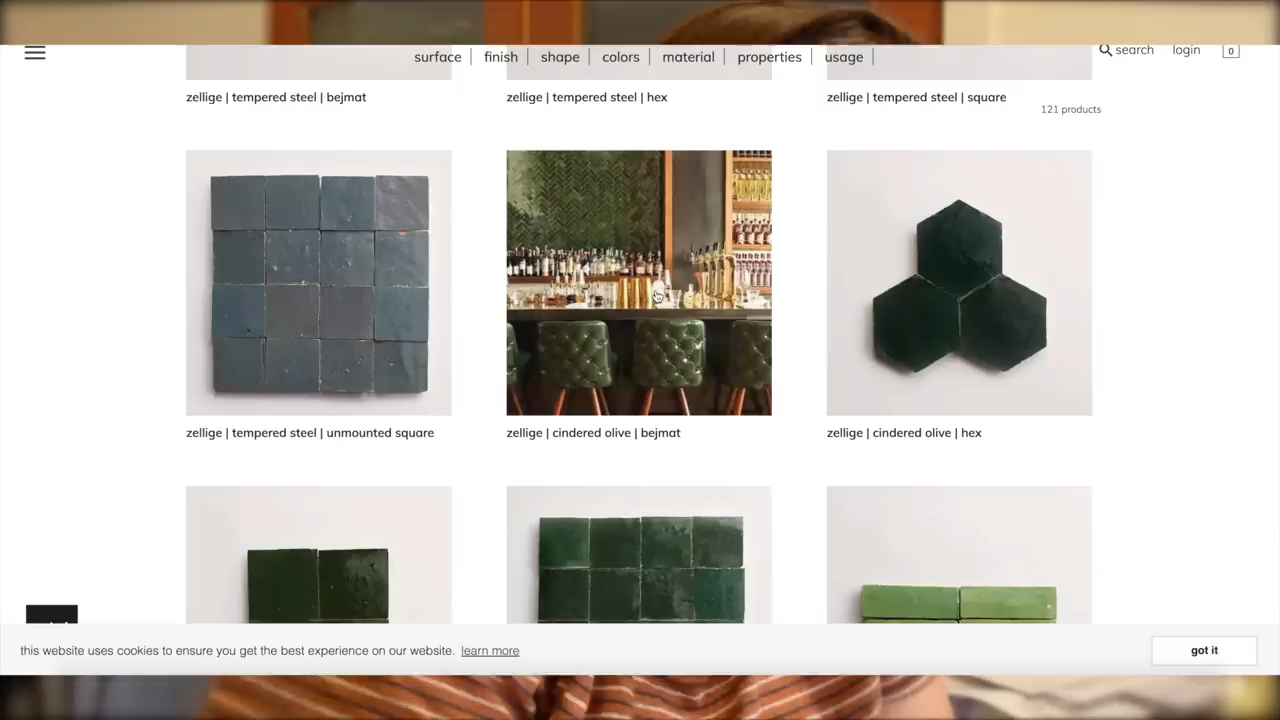 surface | finish | shape | colors | material | properties | usage |
search login 0
zellige | tempered steel | bejmat
zellige | tempered steel | hex
zellige | tempered steel | square
121 products
zellige | tempered steel | unmounted square
zellige | cindered olive | bejmat
zellige | cindered olive | hex
this website uses cookies to ensure you get the best experience on our website. learn more
got it